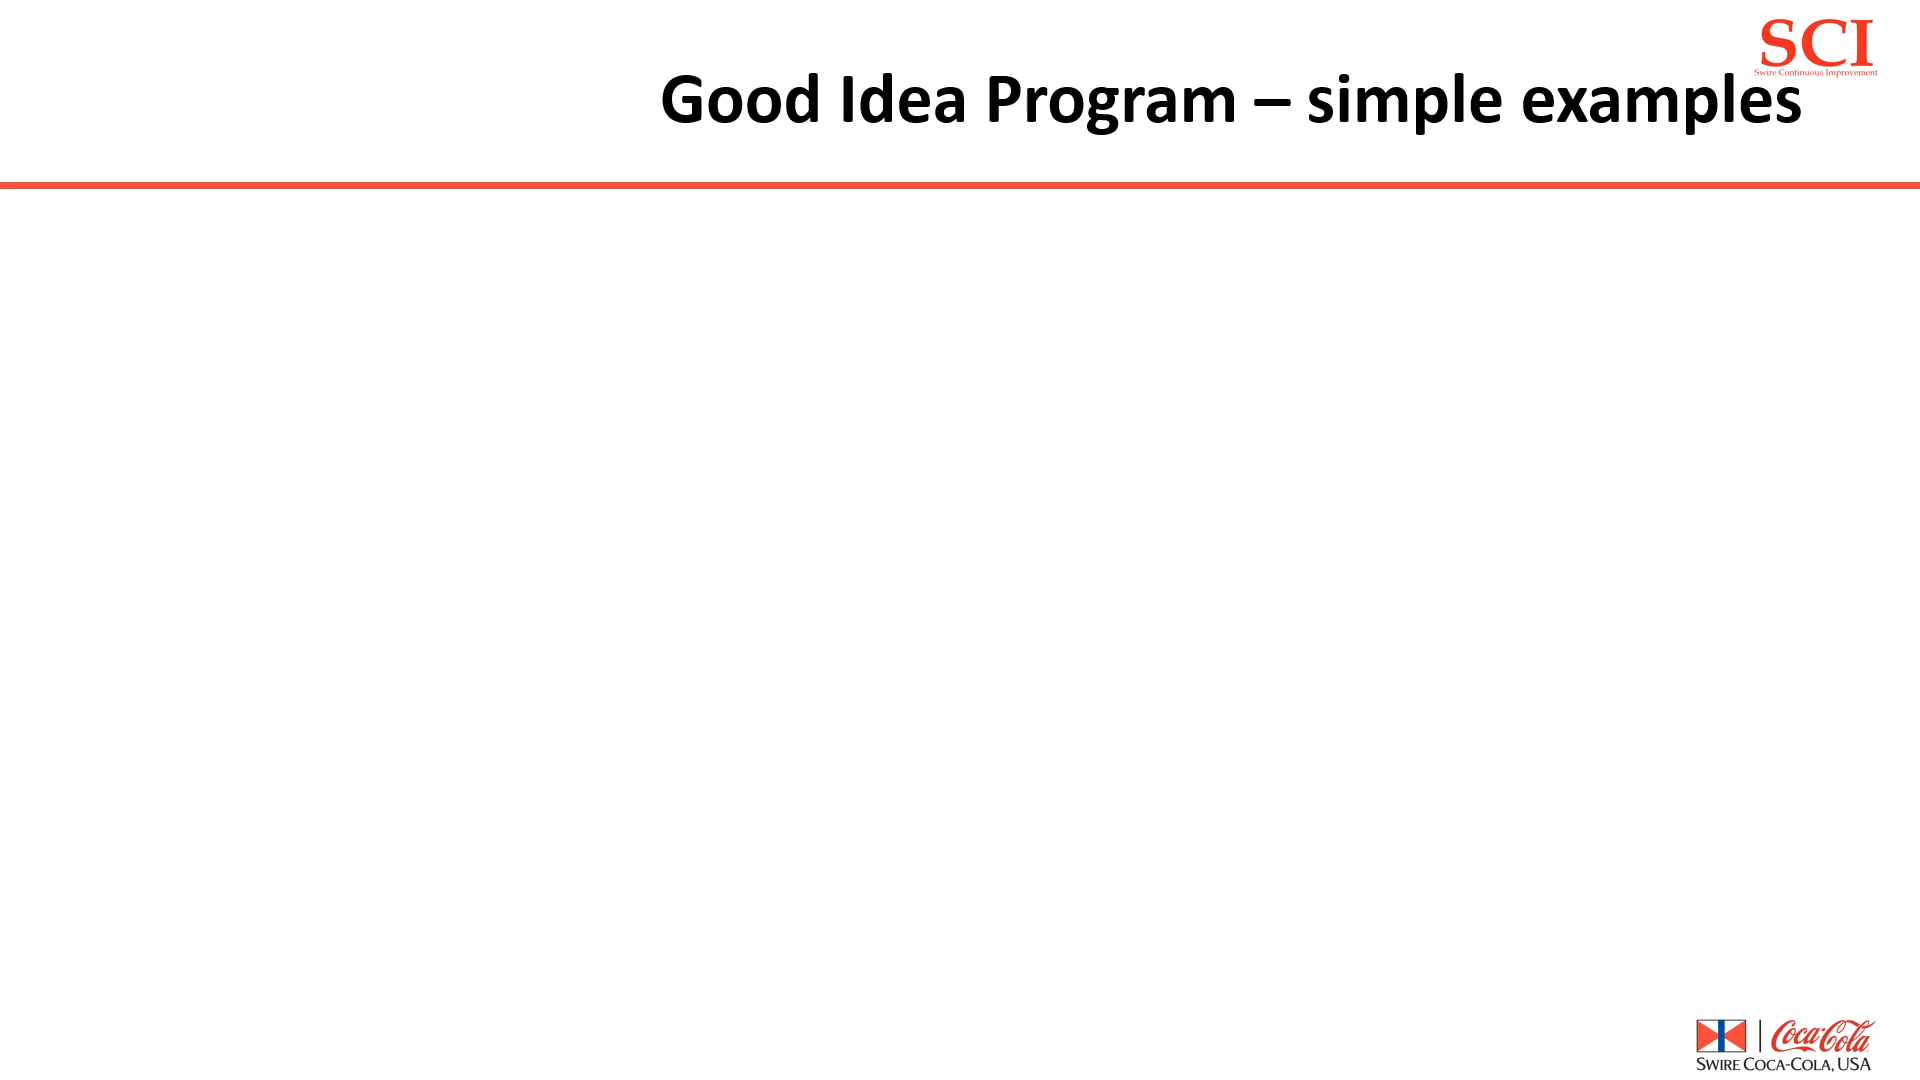 SCI
Swire Continuous Improvement
Good Idea Program – simple examples
Coca-Cola
SWIRE COCA-COLA, USA